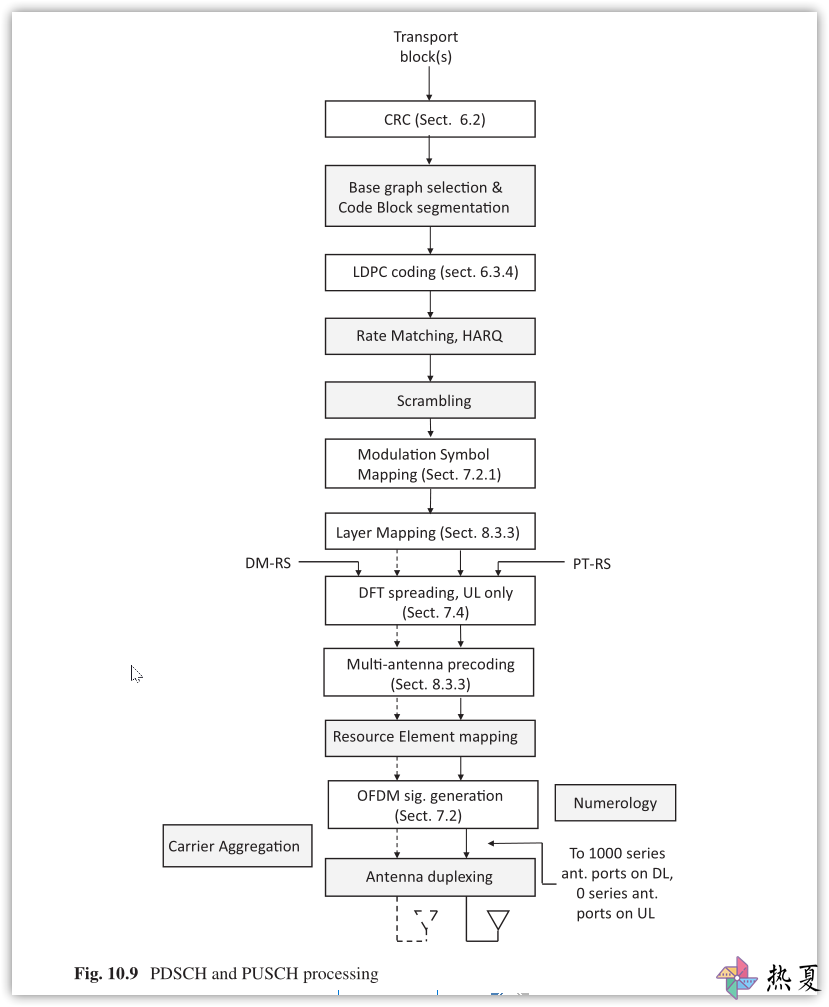 Transport
block(s)
CRC (Sect. 6.2)
Base graph selection &
Code Block segmentation
LDPC coding (sect. 6.3.4)
Rate Matching, HARQ
Scrambling
Modulation Symbol
Mapping (Sect. 7.2.1)
Layer Mapping (Sect. 8.3.3)
DM-RS
PT-RS
DFT spreading, UL only
(Sect. 7.4)
Multi-antenna precoding
(Sect. 8.3.3)
Resource Element mapping
OFDM sig. generation
(Sect. 7.2)
Numerology
Carrier Aggregation
To 1000 series
ant. ports on DL,
0 series ant.
ports on UL
Antenna duplexing
Fig. 10.9 PDSCH and PUSCH processing
热夏